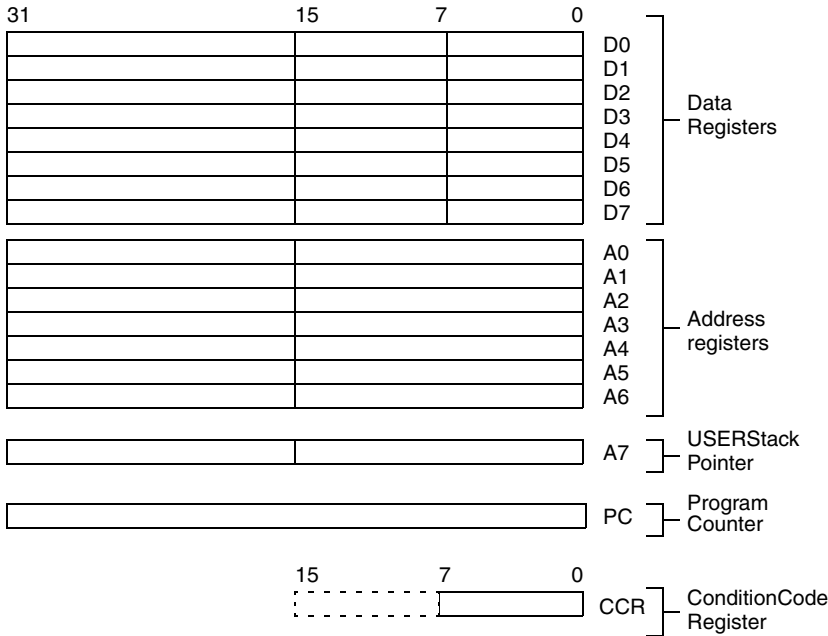 31 15 7 0
D0
D1
D2
D3
D4
D5
D6
D7
Data
Registers
A0
A1
A2
A3
A4
A5
A6
Address
registers
A7
USERStack
Pointer
PC
Program
Counter
15 7 0
CCR
ConditionCode
Register